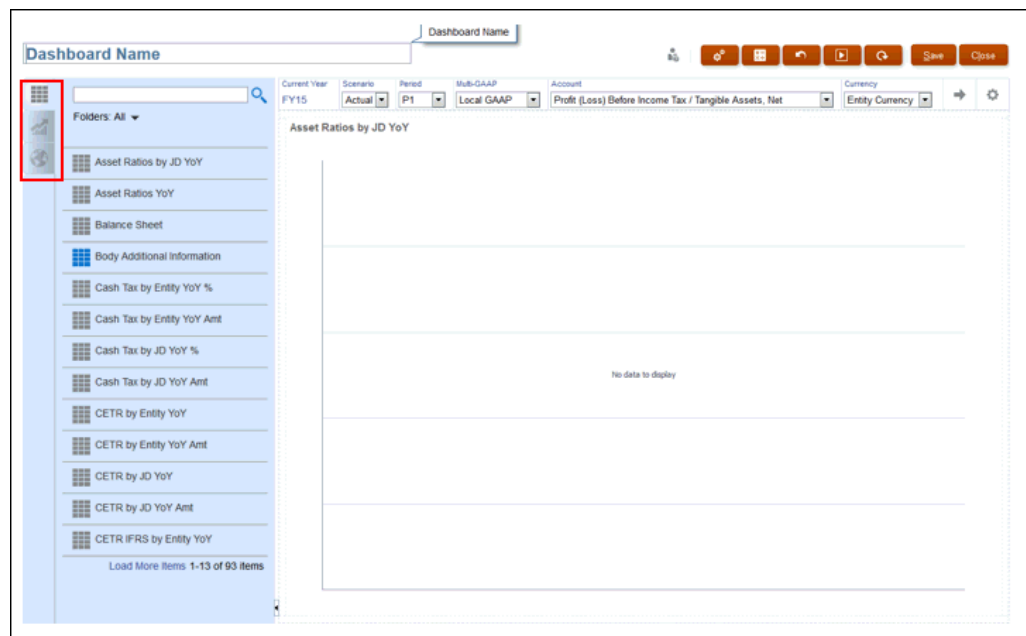 Dashboard Name
Dashboard Name
Save
Close
Current Year
Scenario
Period
Multi-GAAP
Account
Currency
FY15
Actual
P1
Local GAAP
Profit (Loss) Before Income Tax / Tangible Assets, Net
Entity Currency
Folders: All
Asset Ratios by JD YoY
Asset Ratios YoY
Balance Sheet
Body Additional Information
Cash Tax by Entity YoY %
Cash Tax by Entity YoY Amt
Cash Tax by JD YoY %
Cash Tax by JD YoY Amt
CETR by Entity YoY
CETR by Entity YoY Amt
CETR by JD YoY
CETR by JD YoY Amt
CETR IFRS by Entity YoY
Load More Items 1-13 of 93 items
Asset Ratios by JD YoY
No data to display